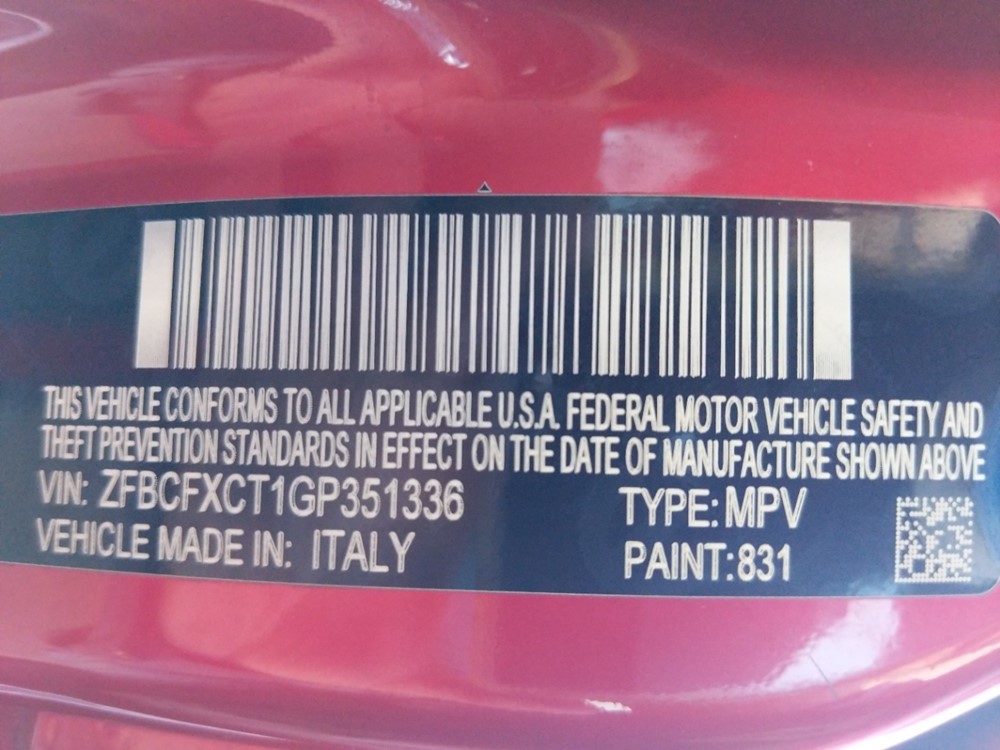 THIS VEHICLE CONFORMS TO ALL APPLICABLE U.S.A. FEDERAL MOTOR VEHICLE SAFETY AND
THEFT PREVENTION STANDARDS IN EFFECT ON THE DATE OF MANUFACTURE SHOWN ABOVE
VIN: ZFBCFXCT1GP351336 TYPE: MPV
VEHICLE MADE IN: ITALY PAINT:831